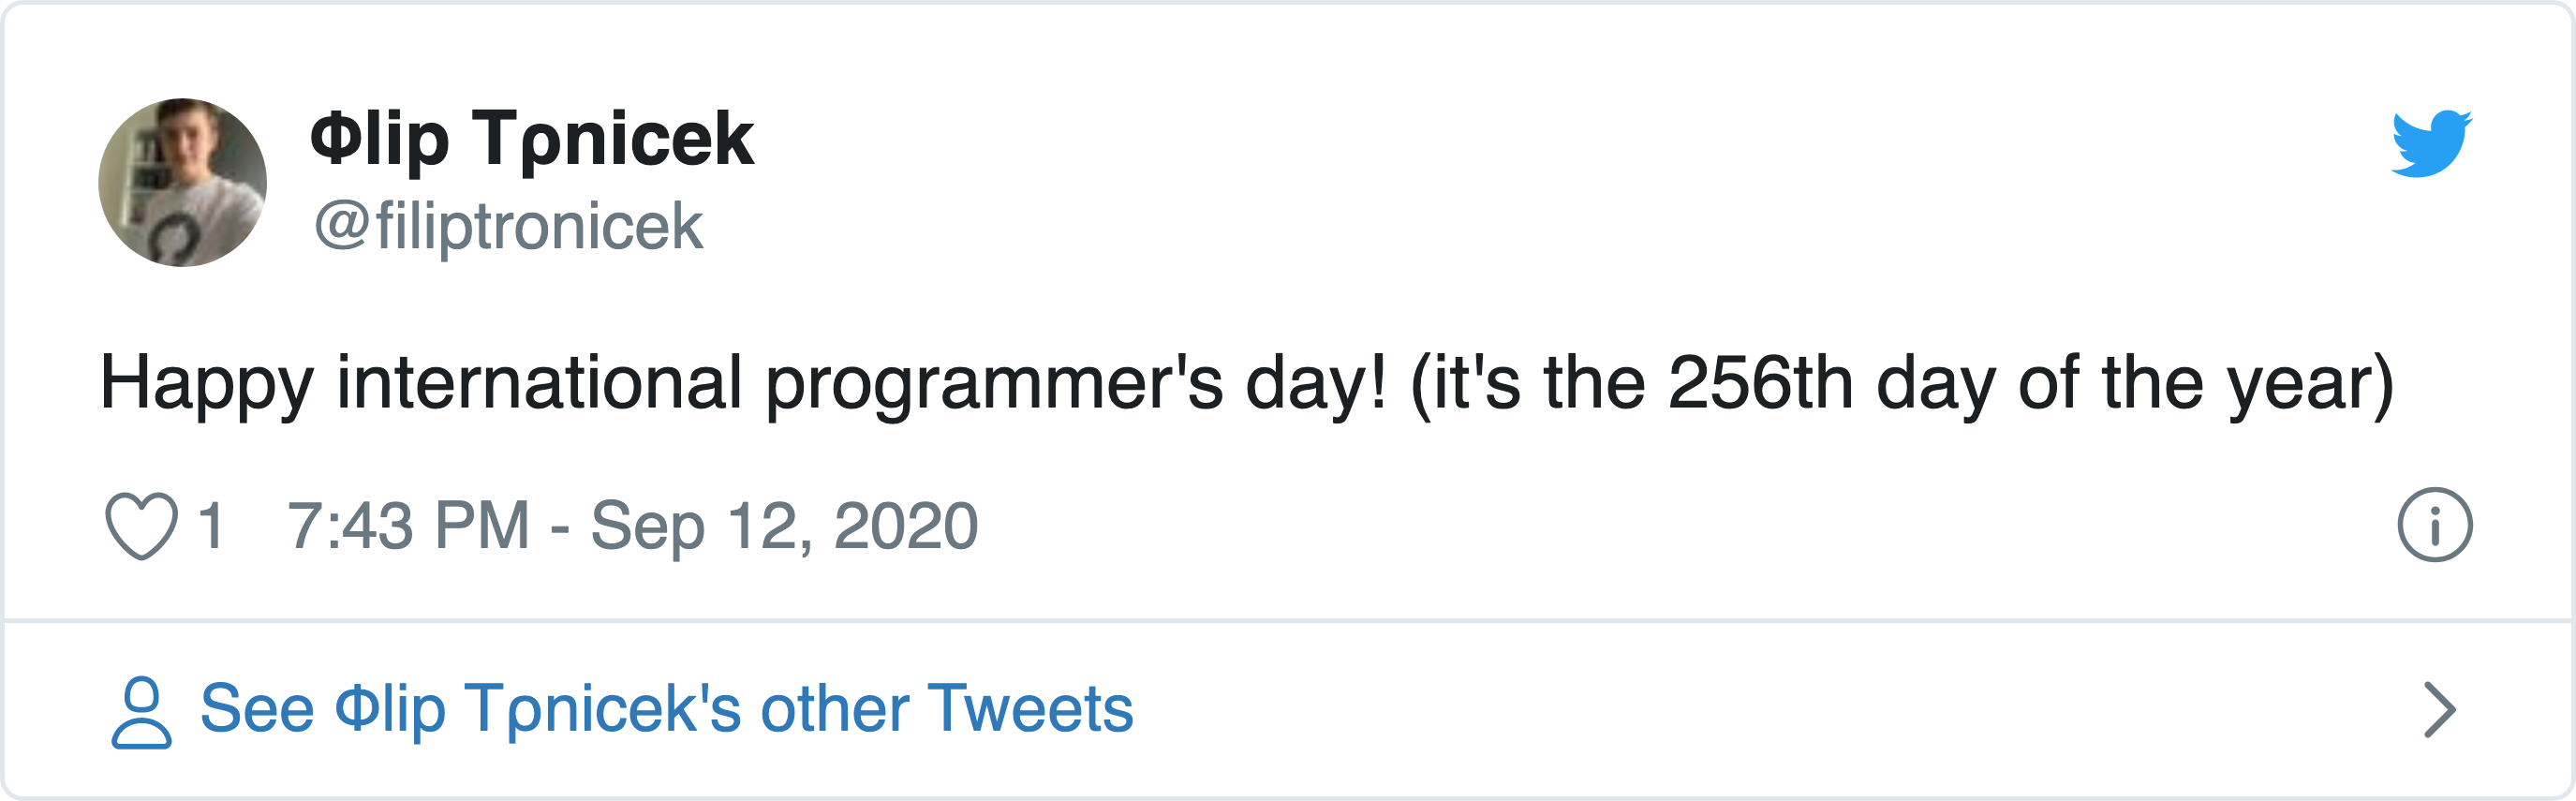 Φlip Tρnicek
@filiptronicek
Happy international programmer's day! (it's the 256th day of the year)
1 7:43 PM - Sep 12, 2020
See Φlip Tρnicek's other Tweets